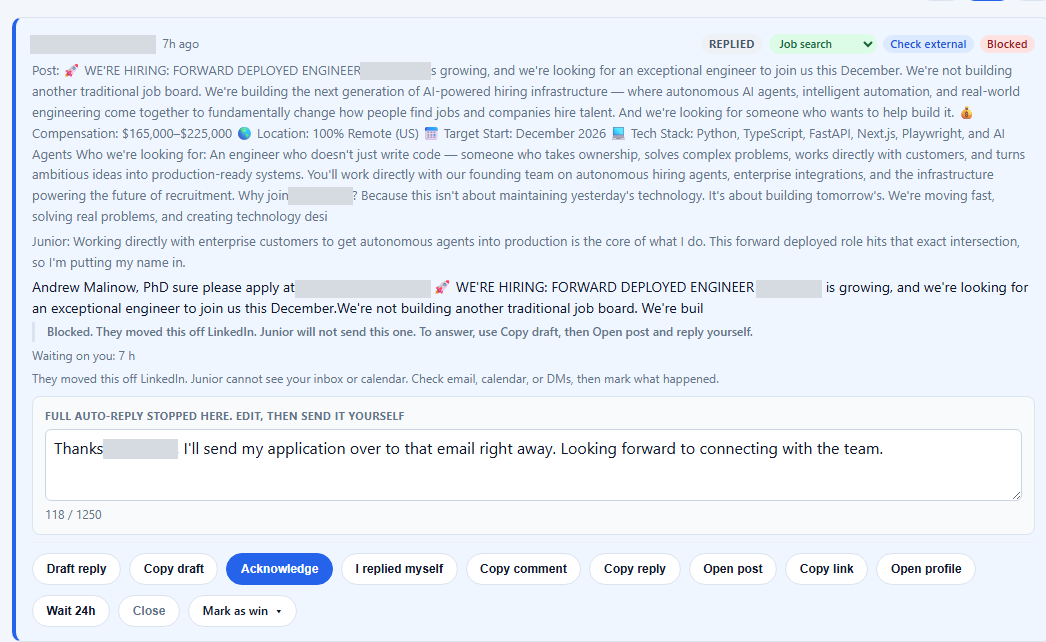 7h ago REPLIED Job search Check external Blocked
Post: 🚀 WE'RE HIRING: FORWARD DEPLOYED ENGINEER s growing, and we're looking for an exceptional engineer to join us this December. We're not building
another traditional job board. We're building the next generation of AI-powered hiring infrastructure — where autonomous AI agents, intelligent automation, and real-world
engineering come together to fundamentally change how people find jobs and companies hire talent. And we're looking for someone who wants to help build it. 💰
Compensation: $165,000–$225,000 🌎 Location: 100% Remote (US) 📅 Target Start: December 2026 💻 Tech Stack: Python, TypeScript, FastAPI, Next.js, Playwright, and AI
Agents Who we're looking for: An engineer who doesn't just write code — someone who takes ownership, solves complex problems, works directly with customers, and turns
ambitious ideas into production-ready systems. You'll work directly with our founding team on autonomous hiring agents, enterprise integrations, and the infrastructure
powering the future of recruitment. Why join ? Because this isn't about maintaining yesterday's technology. It's about building tomorrow's. We're moving fast,
solving real problems, and creating technology desi
Junior: Working directly with enterprise customers to get autonomous agents into production is the core of what I do. This forward deployed role hits that exact intersection,
so I'm putting my name in.
Andrew Malinow, PhD sure please apply at 🚀 WE'RE HIRING: FORWARD DEPLOYED ENGINEER is growing, and we're looking for
an exceptional engineer to join us this December.We're not building another traditional job board. We're buil
Blocked. They moved this off LinkedIn. Junior will not send this one. To answer, use Copy draft, then Open post and reply yourself.
Waiting on you: 7 h
They moved this off LinkedIn. Junior cannot see your inbox or calendar. Check email, calendar, or DMs, then mark what happened.
FULL AUTO-REPLY STOPPED HERE. EDIT, THEN SEND IT YOURSELF
Thanks I'll send my application over to that email right away. Looking forward to connecting with the team.
118 / 1250
Draft reply Copy draft Acknowledge I replied myself Copy comment Copy reply Open post Copy link Open profile
Wait 24h Close Mark as win